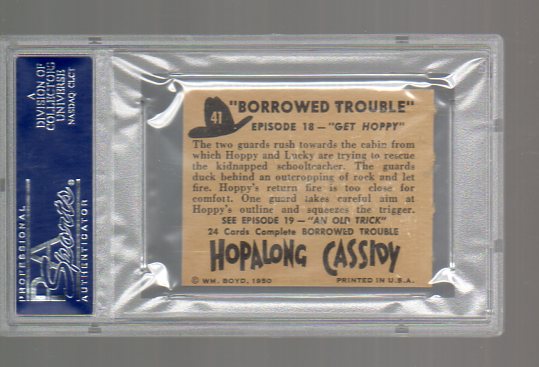 A
DIVISION OF
COLLECTORS
UNIVERSE
NASDAQ: CLCT
PROFESSIONAL
PSA
Sports®
AUTHENTICATOR
41
"BORROWED TROUBLE"
EPISODE 18 — "GET HOPPY"
The two guards rush towards the cabin from
which Hoppy and Lucky are trying to rescue
the kidnapped schoolteacher. The guards
duck behind an outcropping of rock and let
fire. Hoppy's return fire is too close for
comfort. One guard takes careful aim at
Hoppy's outline and squeezes the trigger.
SEE EPISODE 19 — "AN OLD TRICK"
24 Cards Complete BORROWED TROUBLE
HOPALONG CASSIDY
© WM. BOYD, 1950 PRINTED IN U.S.A.